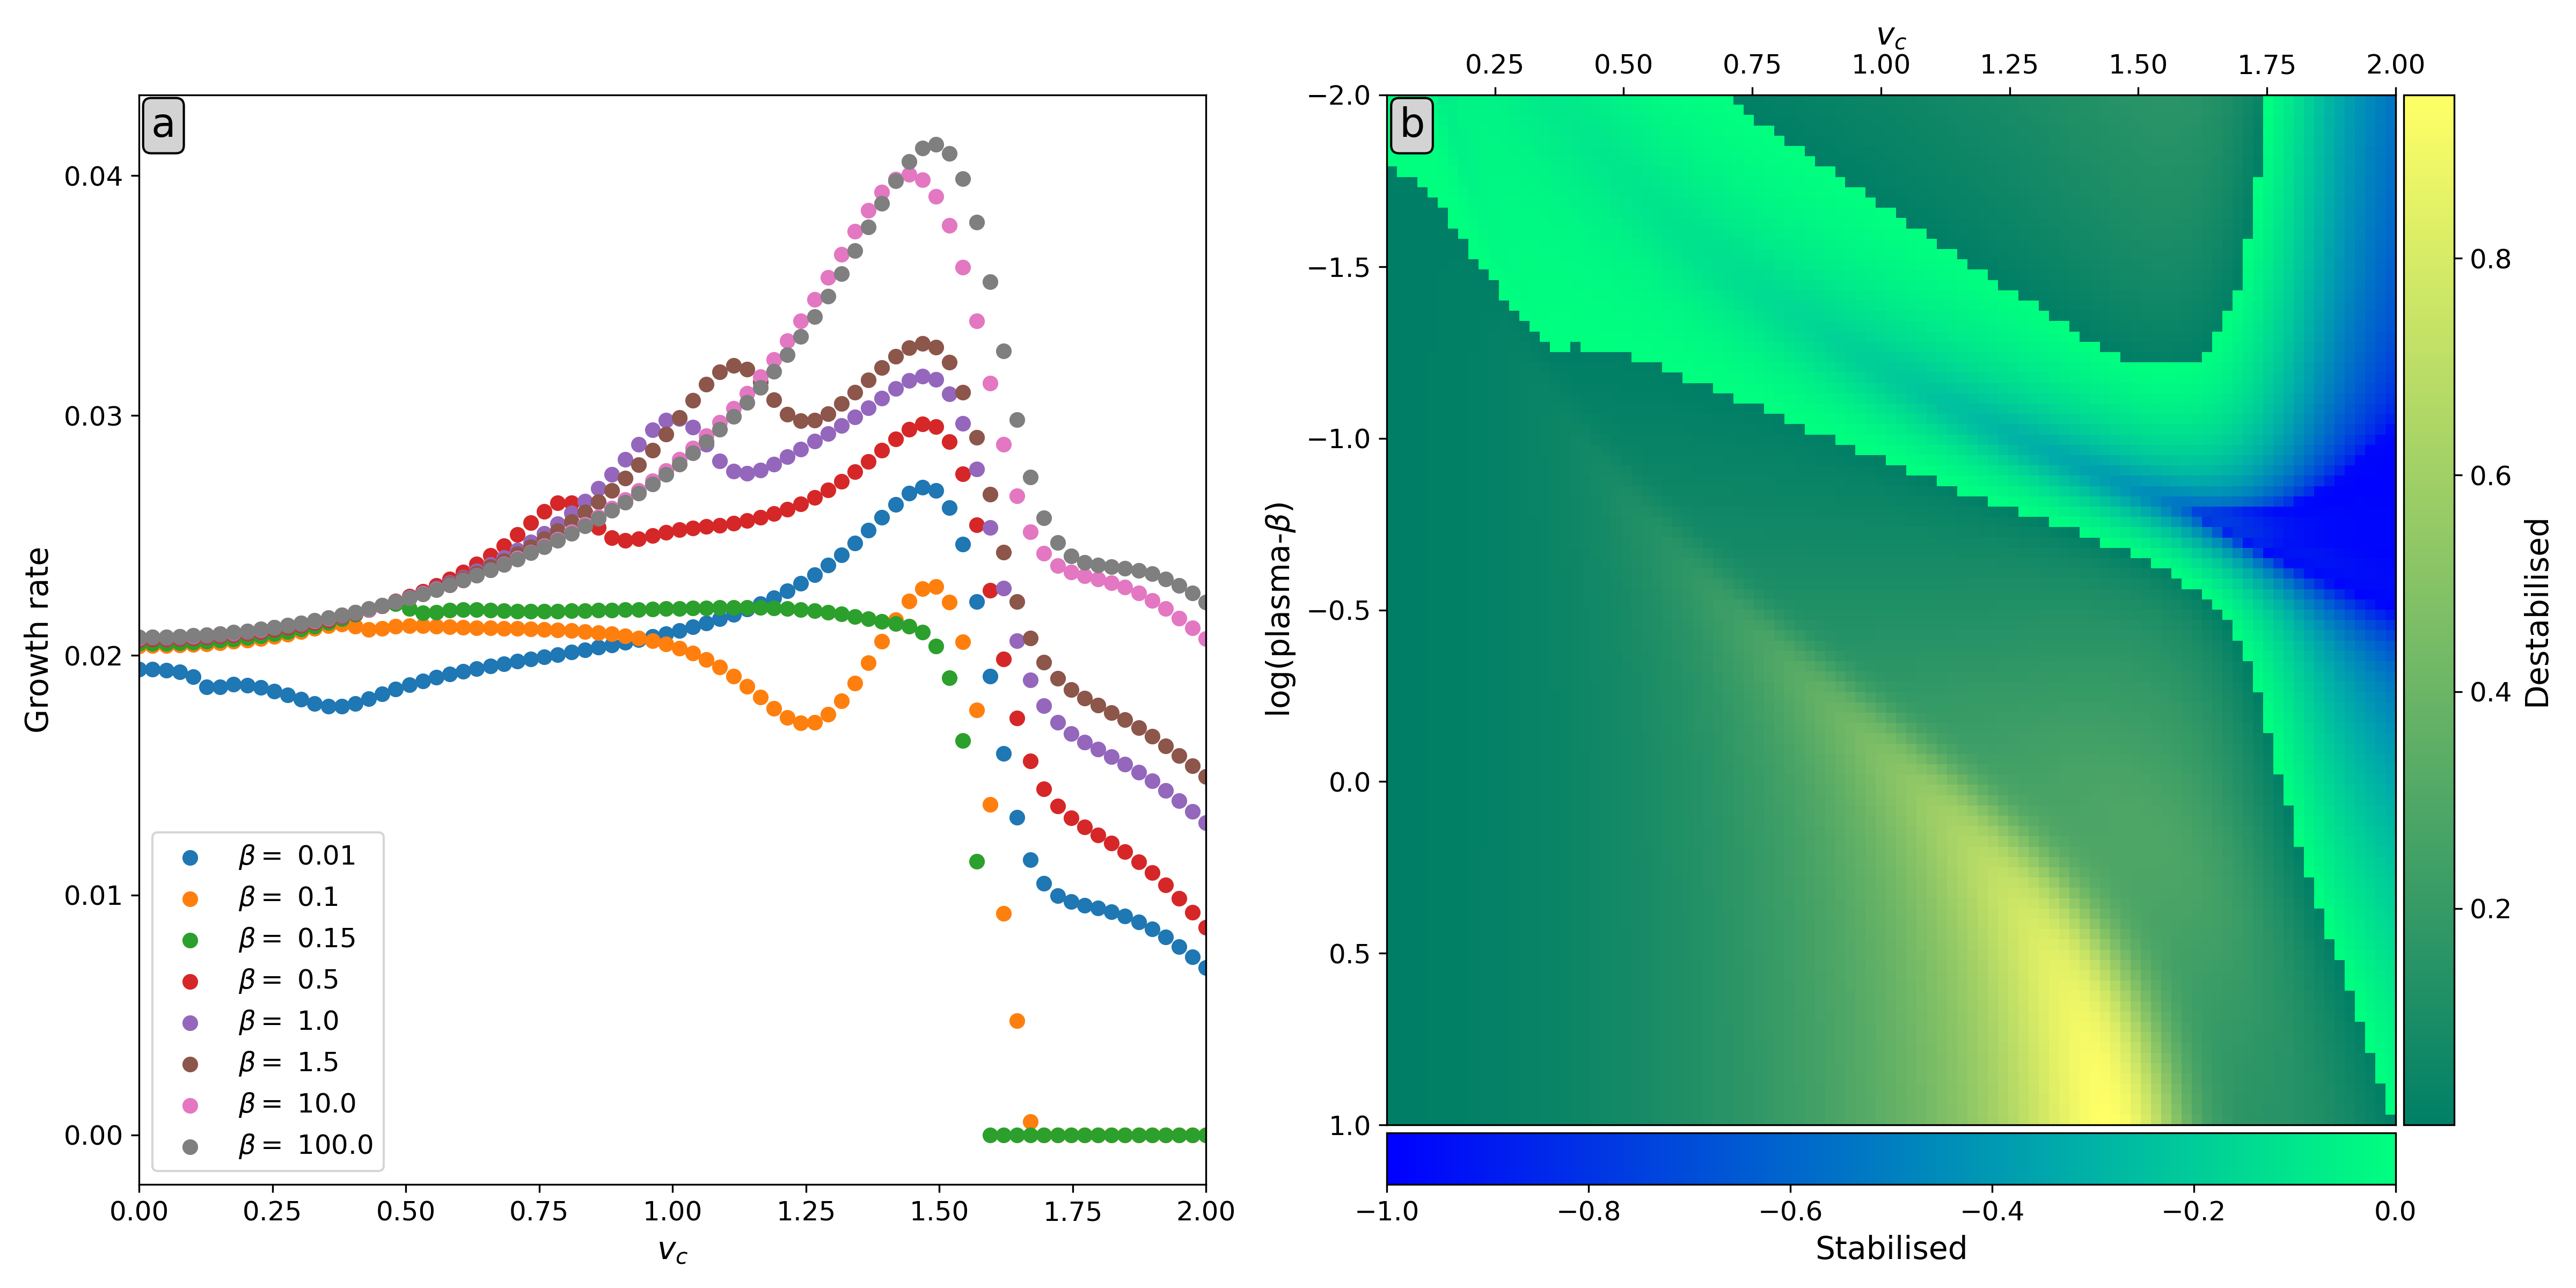 a
Growth rate
0.04
0.03
0.02
0.01
0.00
β = 0.01
β = 0.1
β = 0.15
β = 0.5
β = 1.0
β = 1.5
β = 10.0
β = 100.0
0.00 0.25 0.50 0.75 1.00 1.25 1.50 1.75 2.00
v_c
v_c
0.25 0.50 0.75 1.00 1.25 1.50 1.75 2.00
b
log(plasma-β)
−2.0
−1.5
−1.0
−0.5
0.0
0.5
1.0
0.8
0.6
0.4
0.2
Destabilised
−1.0 −0.8 −0.6 −0.4 −0.2 0.0
Stabilised